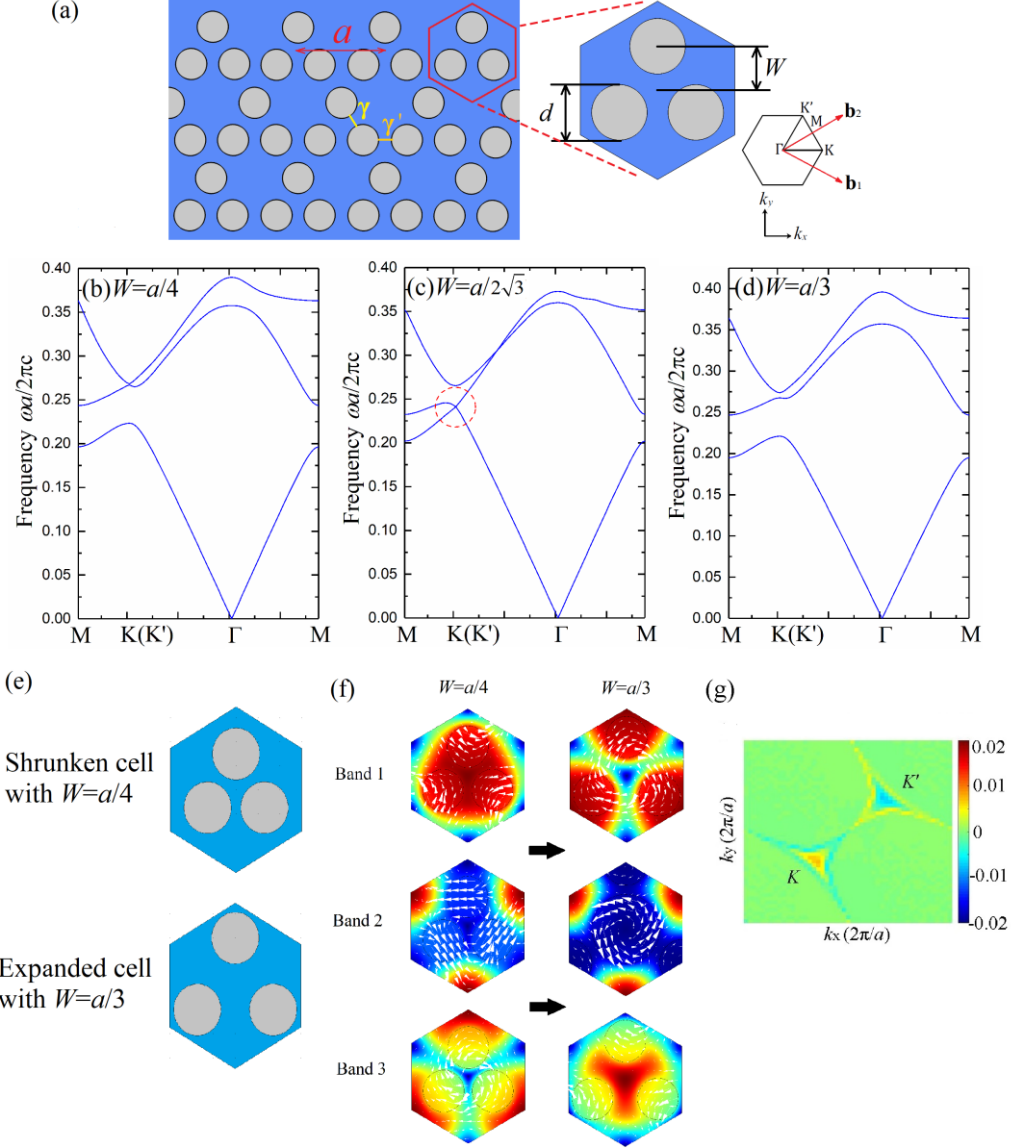 (a)
a
γ
γ'
d
W
K'
M
b₂
Γ
K
b₁
k_y
k_x
(b)W=a/4
(c)W=a/2√3
(d)W=a/3
Frequency ωa/2πc
0.40
0.35
0.30
0.25
0.20
0.15
0.10
0.05
0.00
M K(K') Γ M
Frequency ωa/2πc
0.40
0.35
0.30
0.25
0.20
0.15
0.10
0.05
0.00
M K(K') Γ M
Frequency ωa/2πc
0.40
0.35
0.30
0.25
0.20
0.15
0.10
0.05
0.00
M K(K') Γ M
(e)
Shrunken cell
with W=a/4
Expanded cell
with W=a/3
(f)
W=a/4
W=a/3
Band 1
Band 2
Band 3
(g)
K'
K
k_y (2π/a)
k_x (2π/a)
0.02
0.01
0
-0.01
-0.02